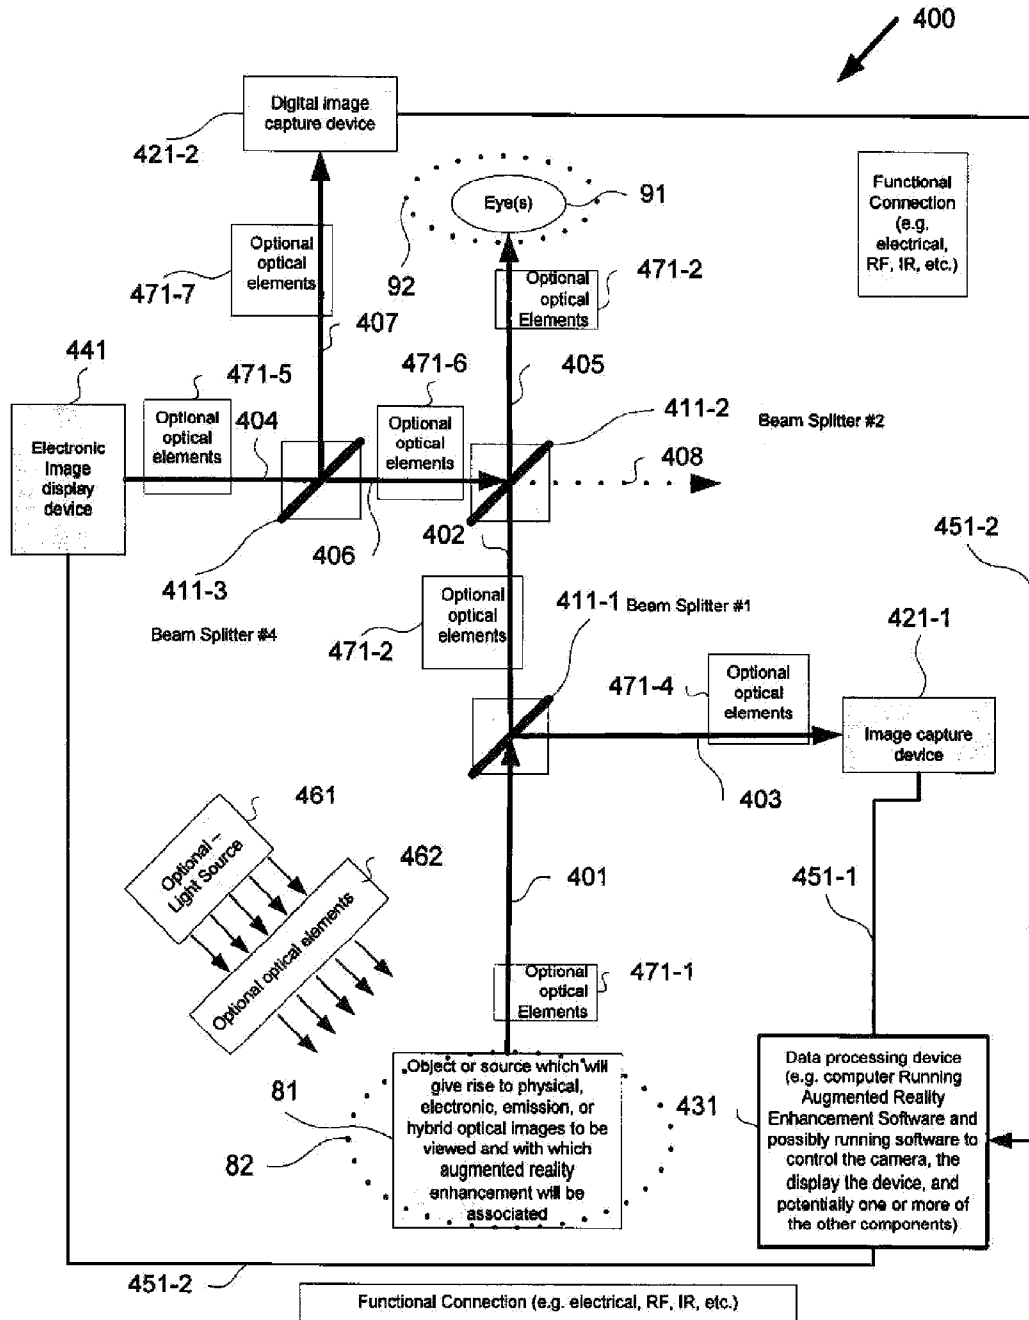 400
Digital image
capture device
421-2
Eye(s)
91
92
Functional
Connection
(e.g.
electrical,
RF, IR, etc.)
Optional
optical
elements
471-7
407
Optional
optical
Elements
471-2
405
441
Electronic
Image
display
device
471-5
Optional
optical
elements
404
471-6
Optional
optical
elements
411-2
Beam Splitter #2
408
406
402
411-3
Beam Splitter #4
451-2
Optional
optical
elements
471-2
411-1
Beam Splitter #1
421-1
471-4
Optional
optical
elements
Image capture
device
403
461
Optional –
Light Source
462
Optional optical elements
401
451-1
Optional
optical
Elements
471-1
81
82
Object or source which will
give rise to physical,
electronic, emission, or
hybrid optical images to be
viewed and with which
augmented reality
enhancement will be
associated
431
Data processing device
(e.g. computer Running
Augmented Reality
Enhancement Software and
possibly running software to
control the camera, the
display the device, and
potentially one or more of
the other components)
451-2
Functional Connection (e.g. electrical, RF, IR, etc.)